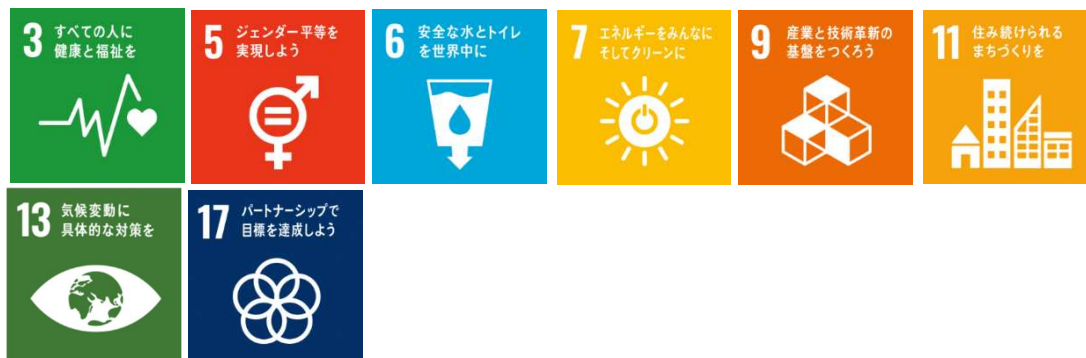 3 すべての人に
健康と福祉を
5 ジェンダー平等を
実現しよう
6 安全な水とトイレ
を世界中に
7 エネルギーをみんなに
そしてクリーンに
9 産業と技術革新の
基盤をつくろう
11 住み続けられる
まちづくりを
13 気候変動に
具体的な対策を
17 パートナーシップで
目標を達成しよう